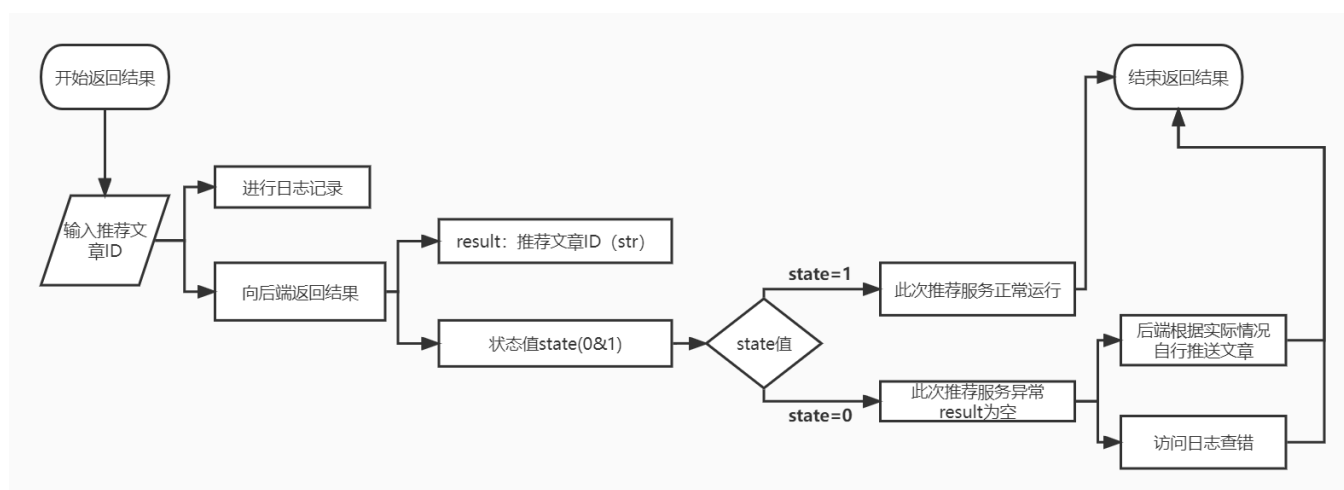 开始返回结果
结束返回结果
进行日志记录
输入推荐文
章ID
向后端返回结果
result：推荐文章ID（str）
状态值state(0&1)
state值
state=1
此次推荐服务正常运行
state=0
此次推荐服务异常
result为空
后端根据实际情况
自行推送文章
访问日志查错